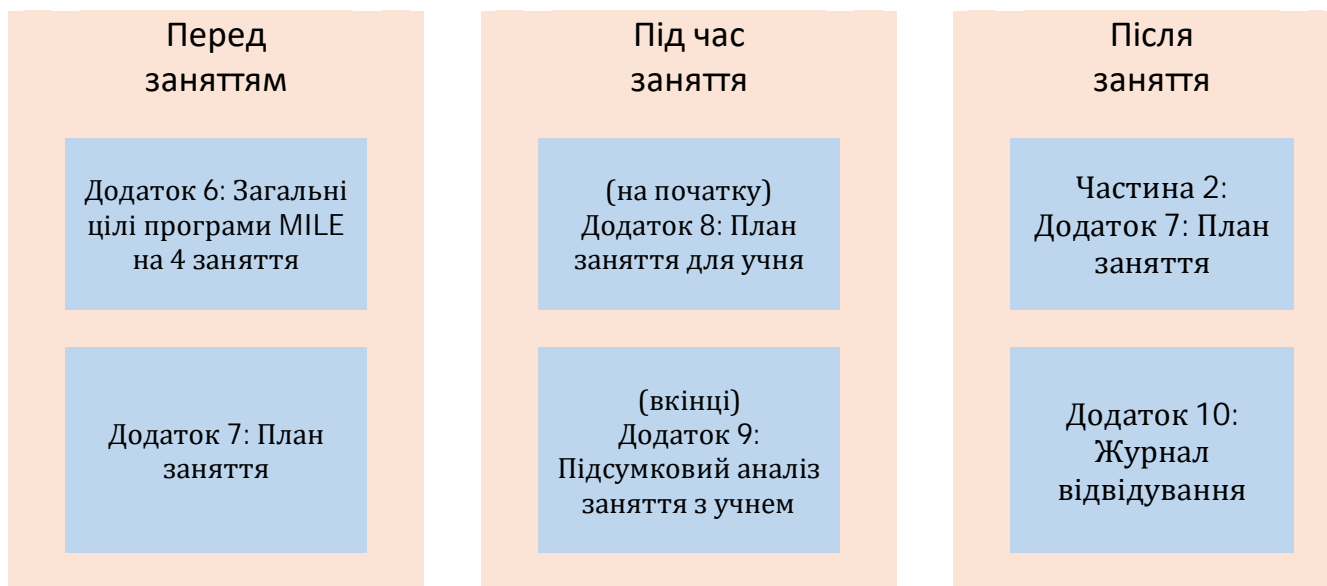 Перед
заняттям
Додаток 6: Загальні
цілі програми MILE
на 4 заняття
Додаток 7: План
заняття
Під час
заняття
(на початку)
Додаток 8: План
заняття для учня
(вкінці)
Додаток 9:
Підсумковий аналіз
заняття з учнем
Після
заняття
Частина 2:
Додаток 7: План
заняття
Додаток 10:
Журнал
відвідування